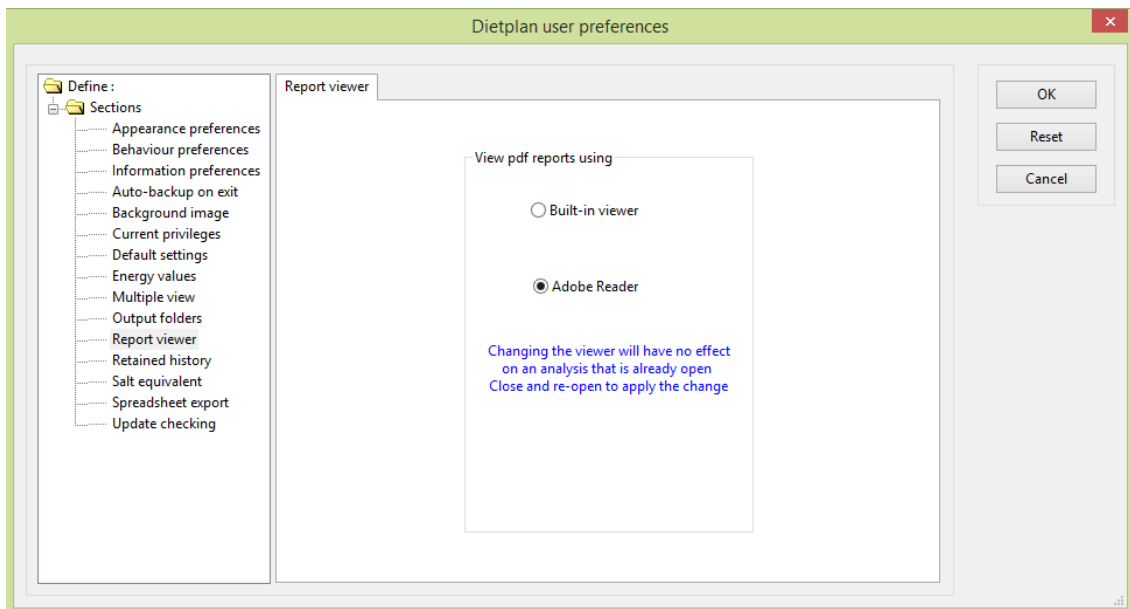 Dietplan user preferences
Define :
Sections
Appearance preferences
Behaviour preferences
Information preferences
Auto-backup on exit
Background image
Current privileges
Default settings
Energy values
Multiple view
Output folders
Report viewer
Retained history
Salt equivalent
Spreadsheet export
Update checking
Report viewer
View pdf reports using
Built-in viewer
Adobe Reader
Changing the viewer will have no effect
on an analysis that is already open
Close and re-open to apply the change
OK
Reset
Cancel